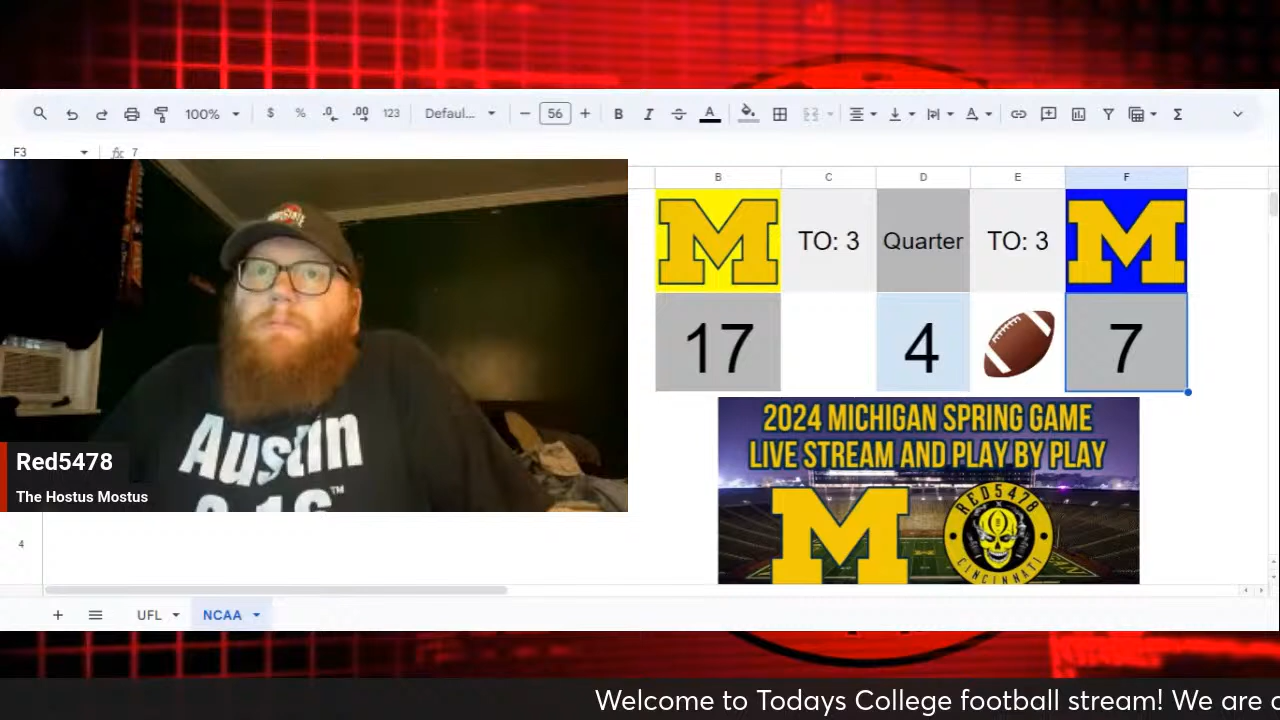 100%
$ % .0 .00 123
Defaul...
56
B I A
Σ
F3
fx 7
B C D E F
M TO: 3 Quarter TO: 3 M
17 4 7
2024 MICHIGAN SPRING GAME
LIVE STREAM AND PLAY BY PLAY
M
RED5478
CINCINNATI
Austin
3:16™
Red5478
The Hostus Mostus
4
+ UFL NCAA
Welcome to Todays College football stream! We are